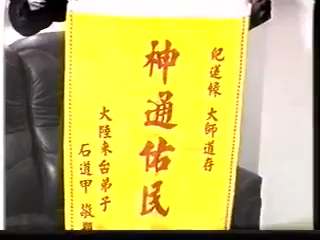 紀道緣 大師道存
神通佑民
大陸來台弟子
石道甲 敬